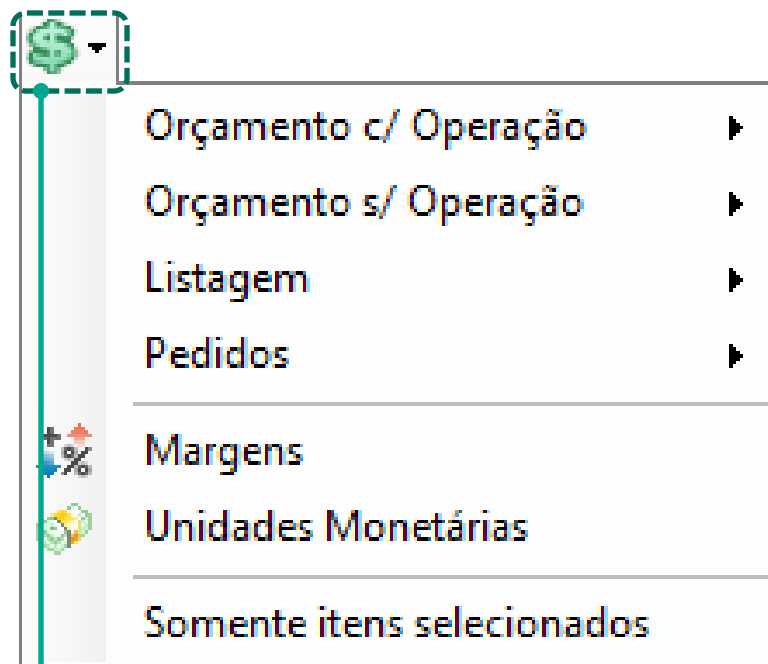 Orçamento c/ Operação
Orçamento s/ Operação
Listagem
Pedidos
Margens
Unidades Monetárias
Somente itens selecionados